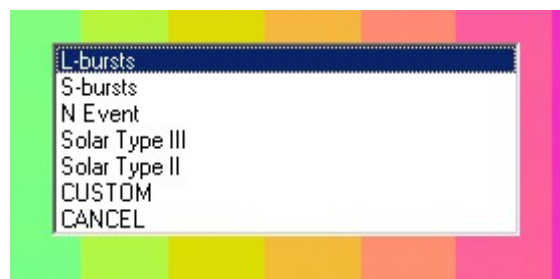 L-bursts
S-bursts
N Event
Solar Type III
Solar Type II
CUSTOM
CANCEL